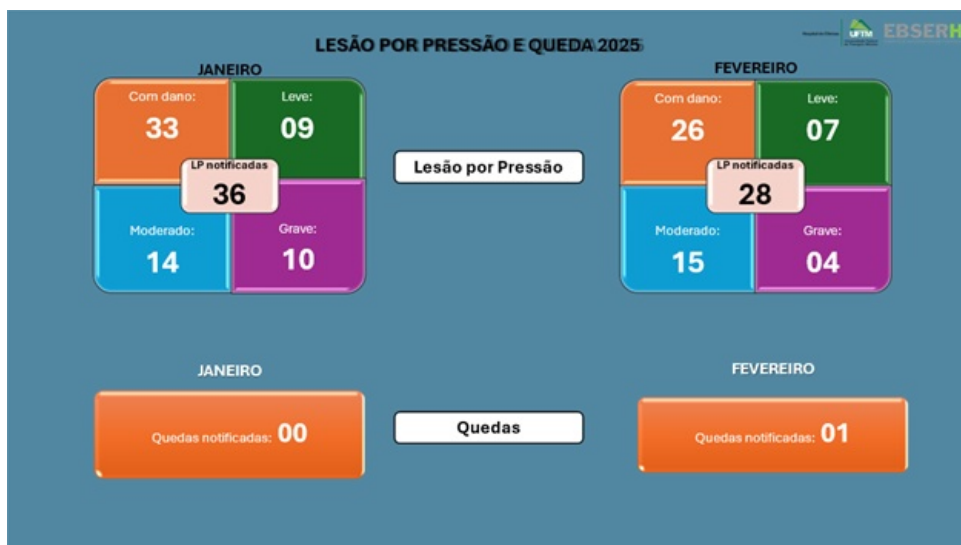 LESÃO POR PRESSÃO E QUEDA 2025
UFTM
EBSERH
JANEIRO
Com dano:
33
Leve:
09
LP notificadas
36
Moderado:
14
Grave:
10
Lesão por Pressão
FEVEREIRO
Com dano:
26
Leve:
07
LP notificadas
28
Moderado:
15
Grave:
04
JANEIRO
Quedas notificadas: 00
Quedas
FEVEREIRO
Quedas notificadas: 01